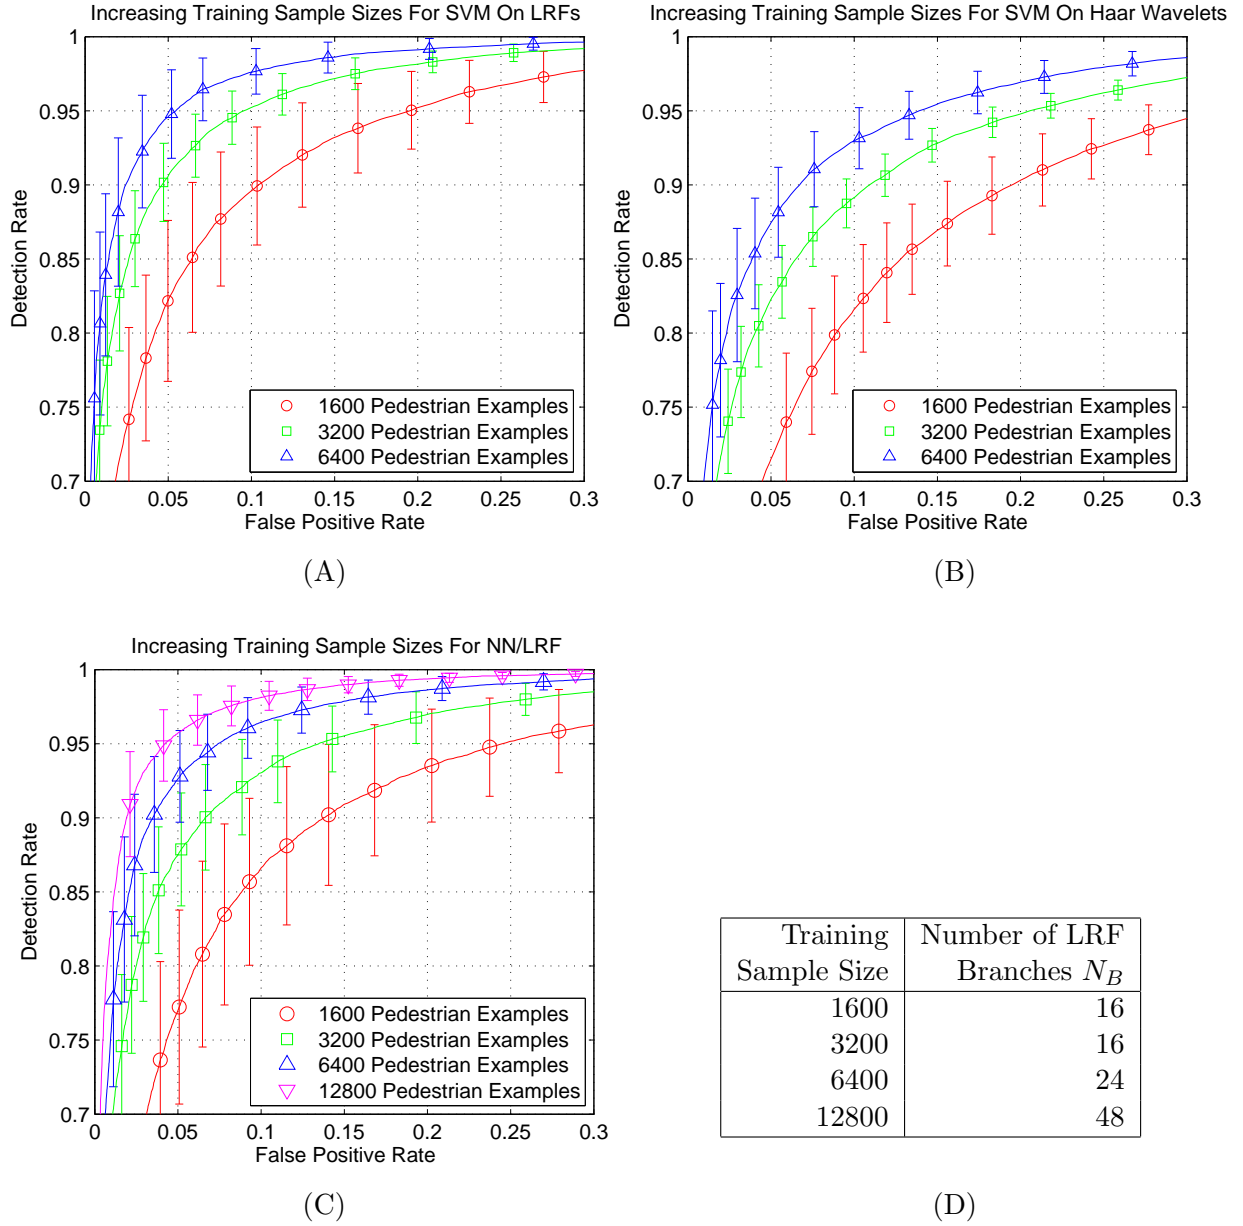 Increasing Training Sample Sizes For SVM On LRFs
1
0.95
0.9
0.85
0.8
0.75
0.7
Detection Rate
1600 Pedestrian Examples
3200 Pedestrian Examples
6400 Pedestrian Examples
0 0.05 0.1 0.15 0.2 0.25 0.3
False Positive Rate
(A)
Increasing Training Sample Sizes For SVM On Haar Wavelets
1
0.95
0.9
0.85
0.8
0.75
0.7
Detection Rate
1600 Pedestrian Examples
3200 Pedestrian Examples
6400 Pedestrian Examples
0 0.05 0.1 0.15 0.2 0.25 0.3
False Positive Rate
(B)
Increasing Training Sample Sizes For NN/LRF
1
0.95
0.9
0.85
0.8
0.75
0.7
Detection Rate
1600 Pedestrian Examples
3200 Pedestrian Examples
6400 Pedestrian Examples
12800 Pedestrian Examples
0 0.05 0.1 0.15 0.2 0.25 0.3
False Positive Rate
(C)
Training Number of LRF
Sample Size Branches N_B
1600 16
3200 16
6400 24
12800 48
(D)